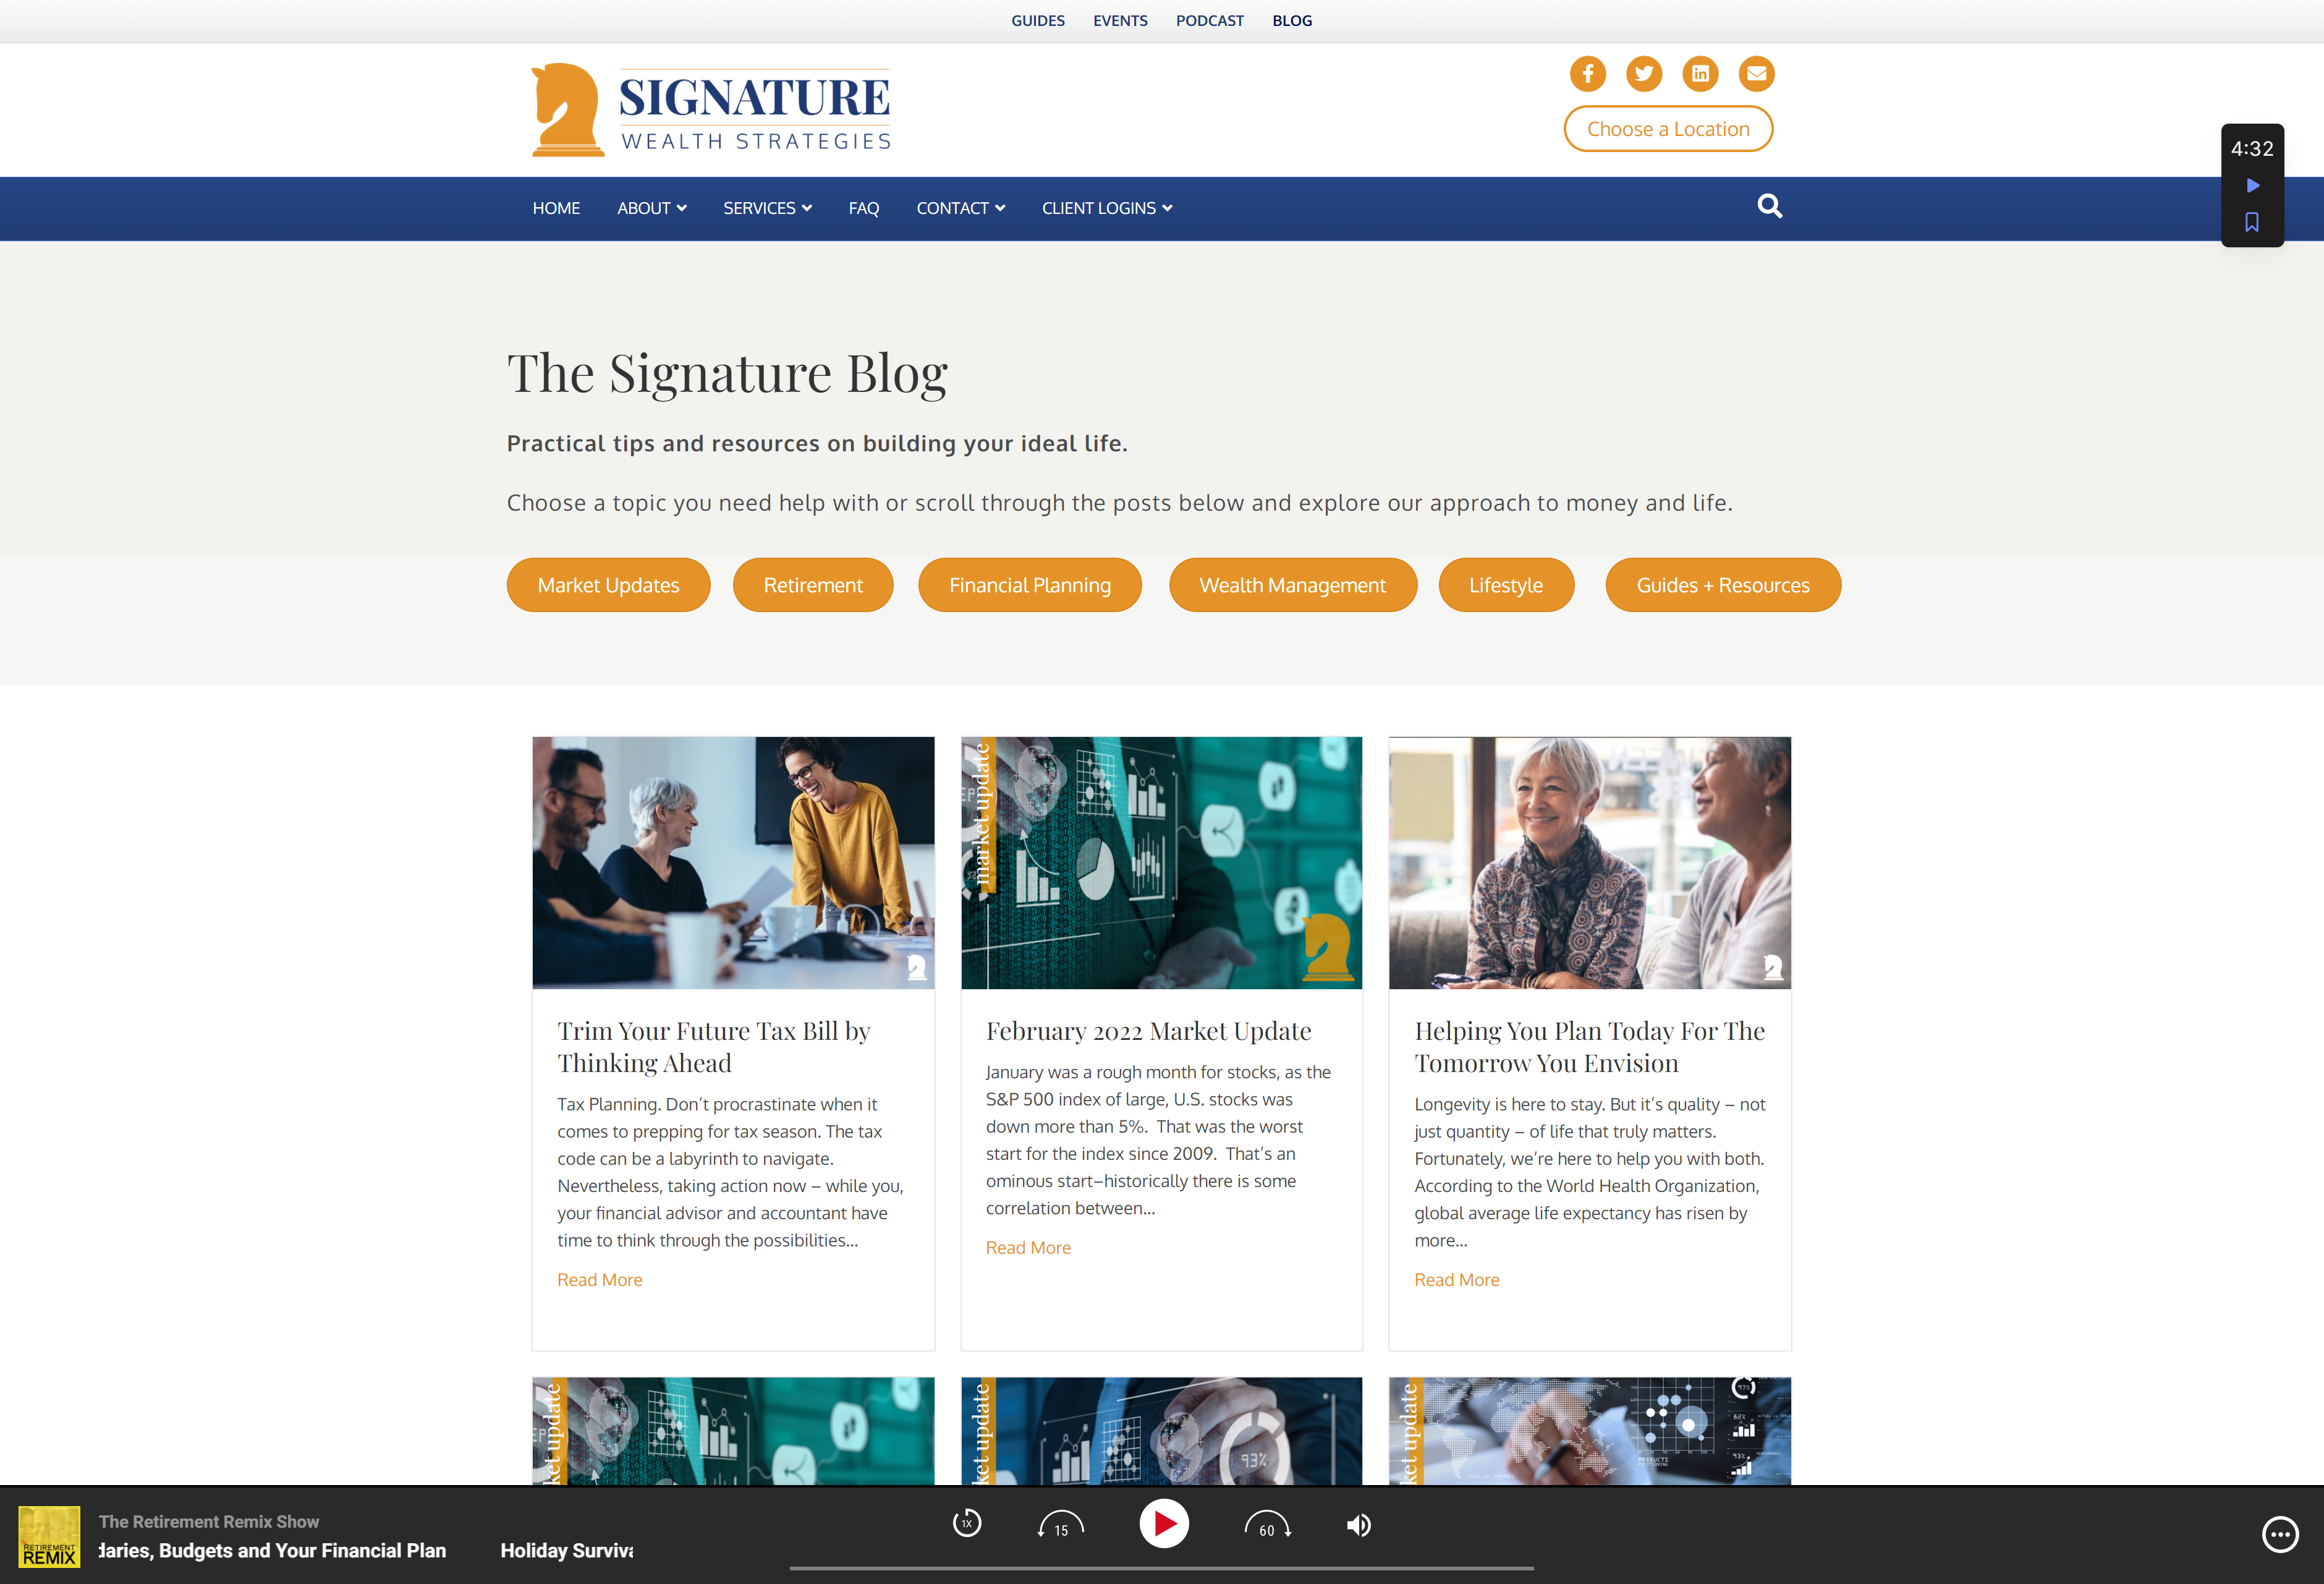 GUIDES EVENTS PODCAST BLOG
SIGNATURE
WEALTH STRATEGIES
Choose a Location
4:32
HOME ABOUT SERVICES FAQ CONTACT CLIENT LOGINS
The Signature Blog
Practical tips and resources on building your ideal life.
Choose a topic you need help with or scroll through the posts below and explore our approach to money and life.
Market Updates Retirement Financial Planning Wealth Management Lifestyle Guides + Resources
market update
Trim Your Future Tax Bill by
Thinking Ahead
Tax Planning. Don't procrastinate when it
comes to prepping for tax season. The tax
code can be a labyrinth to navigate.
Nevertheless, taking action now – while you,
your financial advisor and accountant have
time to think through the possibilities...
Read More
February 2022 Market Update
January was a rough month for stocks, as the
S&P 500 index of large, U.S. stocks was
down more than 5%.  That was the worst
start for the index since 2009.  That's an
ominous start–historically there is some
correlation between...
Read More
Helping You Plan Today For The
Tomorrow You Envision
Longevity is here to stay. But it's quality – not
just quantity – of life that truly matters.
Fortunately, we're here to help you with both.
According to the World Health Organization,
global average life expectancy has risen by
more...
Read More
ket update
ket update
93%
ket update
PRODUCTS
97%
82%
93%
RETIREMENT
REMIX
The Retirement Remix Show
daries, Budgets and Your Financial Plan Holiday Surviva
1X
15
60